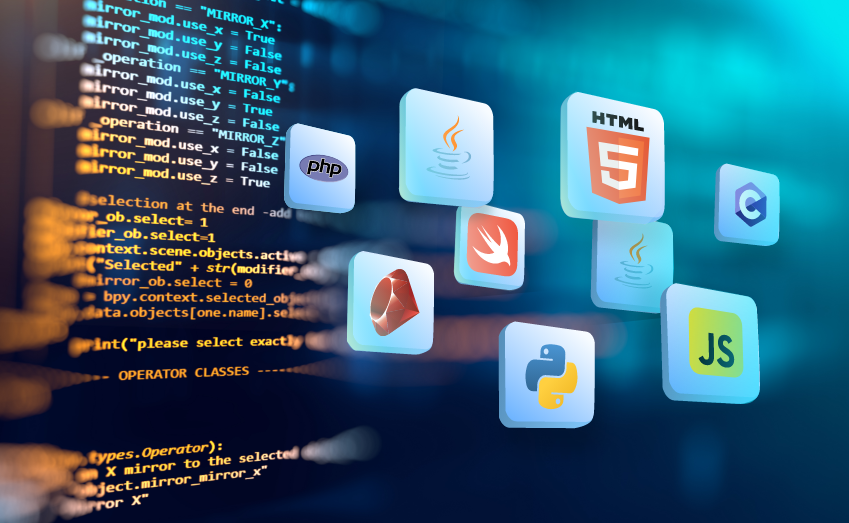 _operation == "MIRROR_X":
mirror_mod.use_x = True
mirror_mod.use_y = False
mirror_mod.use_z = False
_operation == "MIRROR_Y":
mirror_mod.use_x = False
mirror_mod.use_y = True
mirror_mod.use_z = False
_operation == "MIRROR_Z"
mirror_mod.use_x = False
mirror_mod.use_y = False
mirror_mod.use_z = True
selection at the end -add
_ob.select= 1
ier_ob.select=1
ontext.scene.objects.active
("Selected" + str(modifier_
mirror_ob.select = 0
= bpy.context.selected_ob
data.objects[one.name].sel
print("please select exactly
-- OPERATOR CLASSES ----
types.Operator):
X mirror to the selected
object.mirror_mirror_x"
mirror X"
php
HTML
5
C
JS